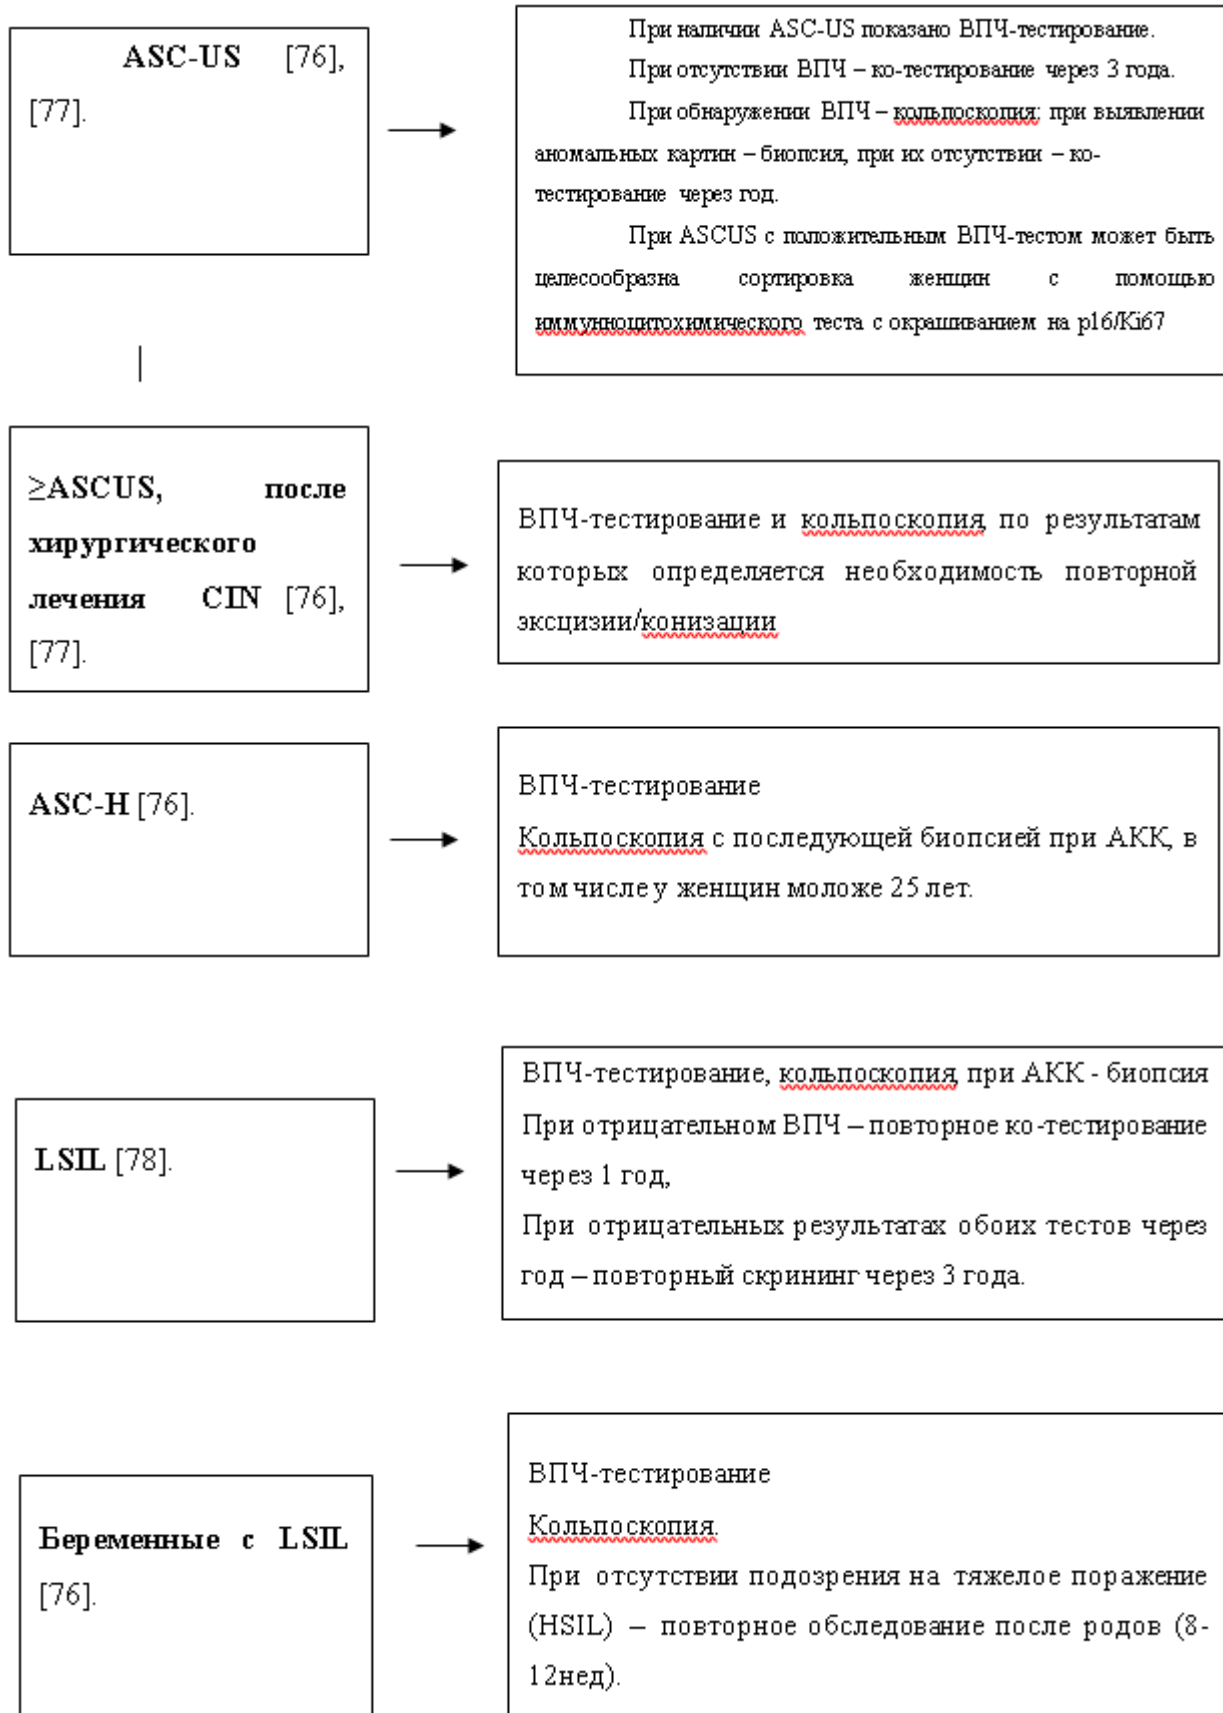 ASC-US [76],
[77].
При наличии ASC-US показано ВПЧ-тестирование.
При отсутствии ВПЧ – ко-тестирование через 3 года.
При обнаружении ВПЧ – кольпоскопия: при выявлении
аномальных картин – биопсия, при их отсутствии – ко-
тестирование через год.
При ASCUS с положительным ВПЧ-тестом может быть
целесообразна сортировка женщин с помощью
иммунноцитохимического теста с окрашиванием на p16/Ki67
≥ASCUS, после
хирургического
лечения CIN [76],
[77].
ВПЧ-тестирование и кольпоскопия, по результатам
которых определяется необходимость повторной
эксцизии/конизации
ASC-H [76].
ВПЧ-тестирование
Кольпоскопия с последующей биопсией при АКК, в
том числе у женщин моложе 25 лет.
LSIL [78].
ВПЧ-тестирование, кольпоскопия, при АКК - биопсия
При отрицательном ВПЧ – повторное ко-тестирование
через 1 год,
При отрицательных результатах обоих тестов через
год – повторный скрининг через 3 года.
Беременные с LSIL
[76].
ВПЧ-тестирование
Кольпоскопия.
При отсутствии подозрения на тяжелое поражение
(HSIL) – повторное обследование после родов (8-
12нед).